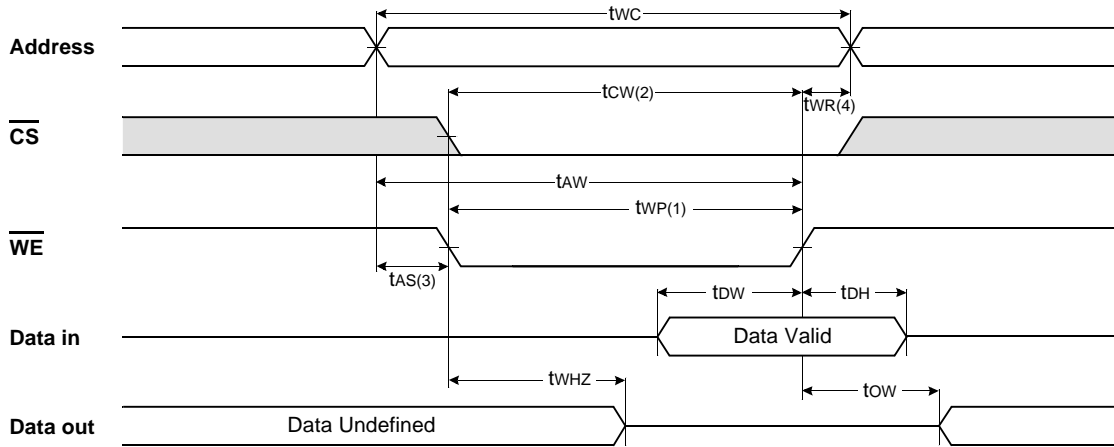 tWC
Address
tCW(2)
tWR(4)
CS
tAW
tWP(1)
WE
tAS(3)
tDW
tDH
Data in
Data Valid
tWHZ
tOW
Data out
Data Undefined